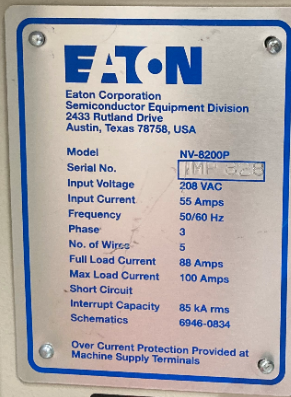 EATON
Eaton Corporation
Semiconductor Equipment Division
2433 Rutland Drive
Austin, Texas 78758, USA
Model NV-8200P
Serial No.
Input Voltage 208 VAC
Input Current 55 Amps
Frequency 50/60 Hz
Phase 3
No. of Wires 5
Full Load Current 88 Amps
Max Load Current 100 Amps
Short Circuit
Interrupt Capacity 85 kA rms
Schematics 6946-0834
Over Current Protection Provided at
Machine Supply Terminals